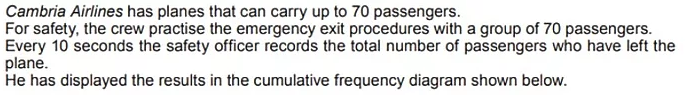 Cambria Airlines has planes that can carry up to 70 passengers.
For safety, the crew practise the emergency exit procedures with a group of 70 passengers.
Every 10 seconds the safety officer records the total number of passengers who have left the
plane.
He has displayed the results in the cumulative frequency diagram shown below.